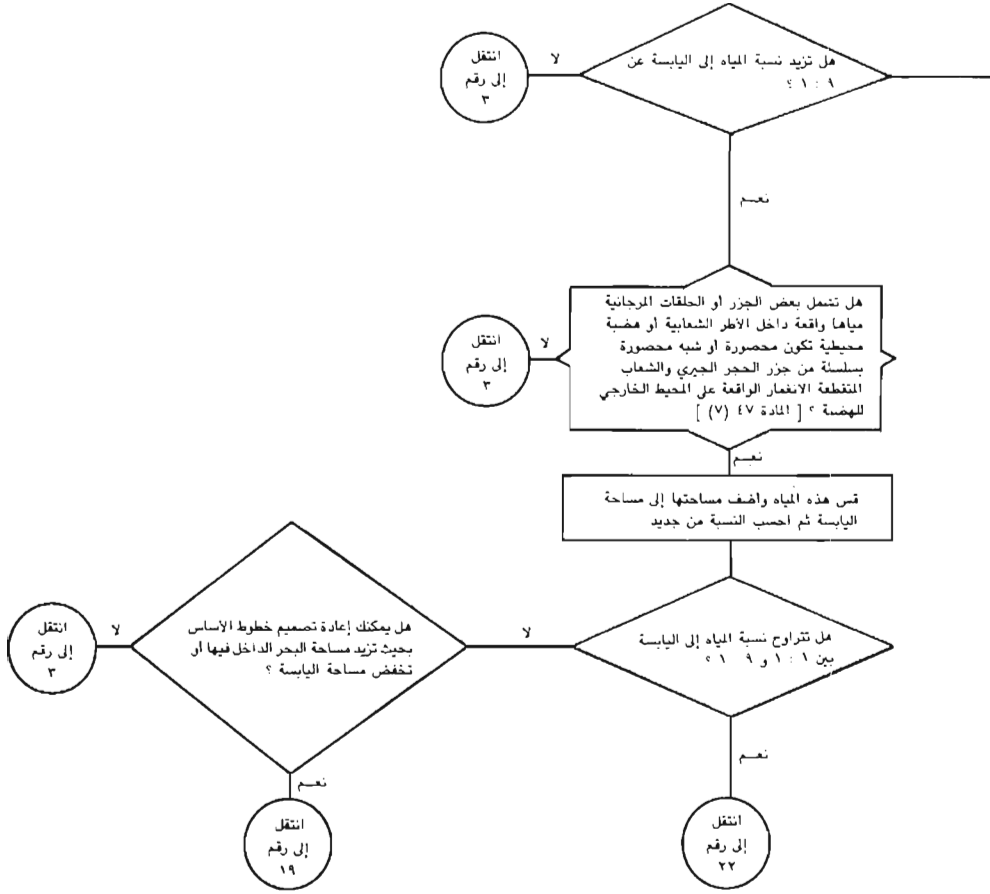 هل تزيد نسبة المياه إلى اليابسة عن
٩ : ١ ؟
لا
انتقل
إلى رقم
٣
نعم
هل تشمل بعض الجزر أو الحلقات المرجانية
مياها واقعة داخل الأطر الشعابية أو هضبة
محيطية تكون محصورة أو شبه محصورة
بسلسلة من جزر الحجر الجيري والشعاب
المتقطعة الانغمار الواقعة على المحيط الخارجي
للهضبة ؟ [ المادة ٤٧ (٧) ]
لا
انتقل
إلى رقم
٣
نعم
قس هذه المياه واضف مساحتها إلى مساحة
اليابسة ثم احسب النسبة من جديد
هل تتراوح نسبة المياه إلى اليابسة
بين ١ : ١ و ٩ ١ ؟
لا
هل يمكنك إعادة تصميم خطوط الأساس
بحيث تزيد مساحة البحر الداخل فيها أو
تخفض مساحة اليابسة ؟
لا
انتقل
إلى رقم
٣
نعم
انتقل
إلى رقم
١٩
نعم
انتقل
إلى رقم
٢٢